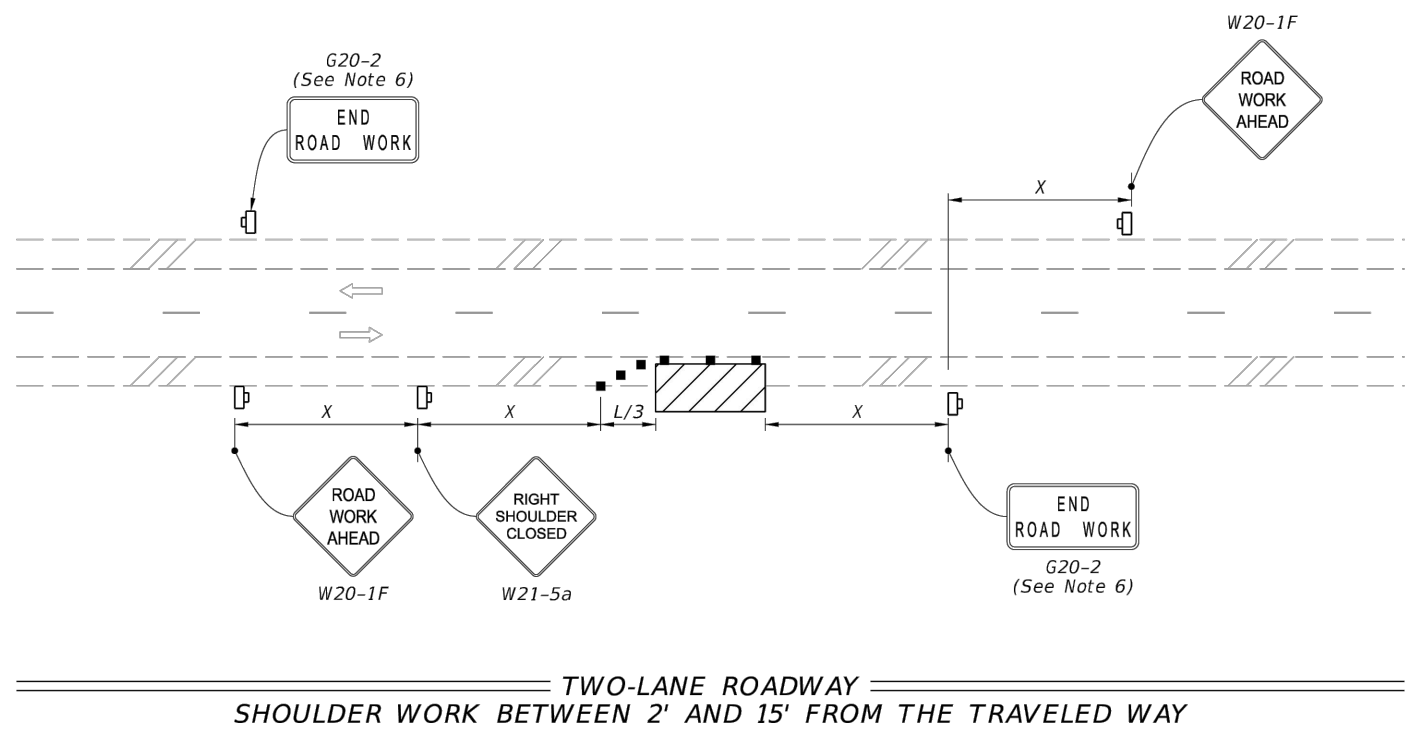 W20-1F
ROAD
WORK
AHEAD
G20-2
(See Note 6)
END
ROAD WORK
X
X
X
L/3
X
ROAD
WORK
AHEAD
W20-1F
RIGHT
SHOULDER
CLOSED
W21-5a
END
ROAD WORK
G20-2
(See Note 6)
TWO-LANE ROADWAY
SHOULDER WORK BETWEEN 2' AND 15' FROM THE TRAVELED WAY